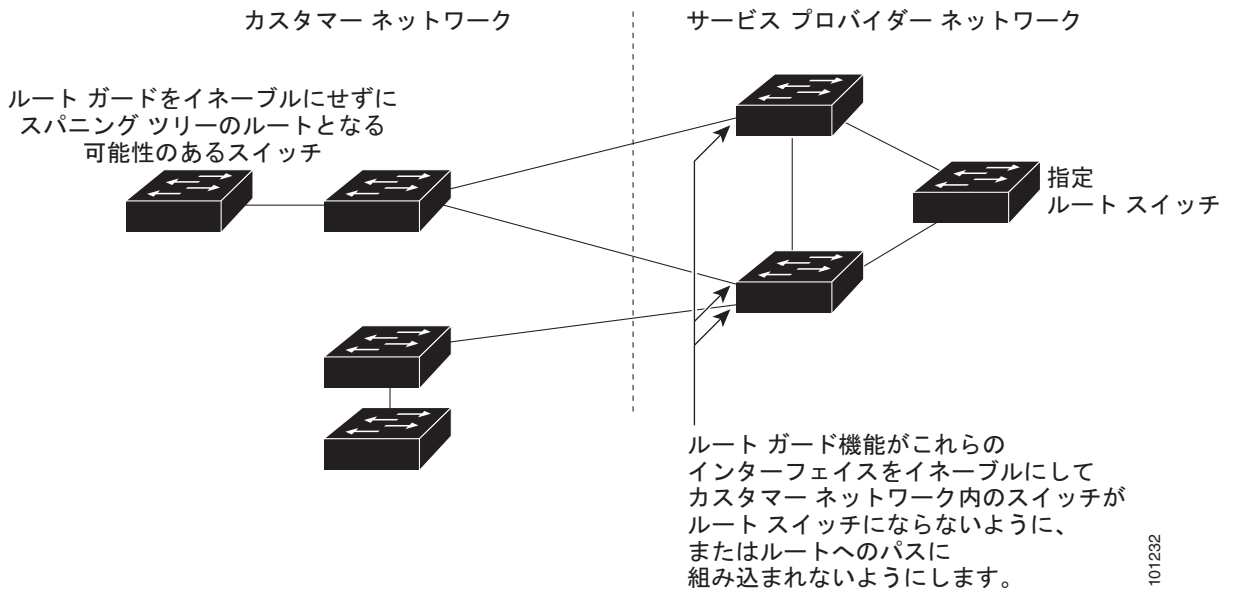 カスタマー ネットワーク
サービス プロバイダー ネットワーク
ルート ガードをイネーブルにせずに
スパニング ツリーのルートとなる
可能性のあるスイッチ
指定
ルート スイッチ
ルート ガード機能がこれらの
インターフェイスをイネーブルにして
カスタマー ネットワーク内のスイッチが
ルート スイッチにならないように、
またはルートへのパスに
組み込まれないようにします。
101232